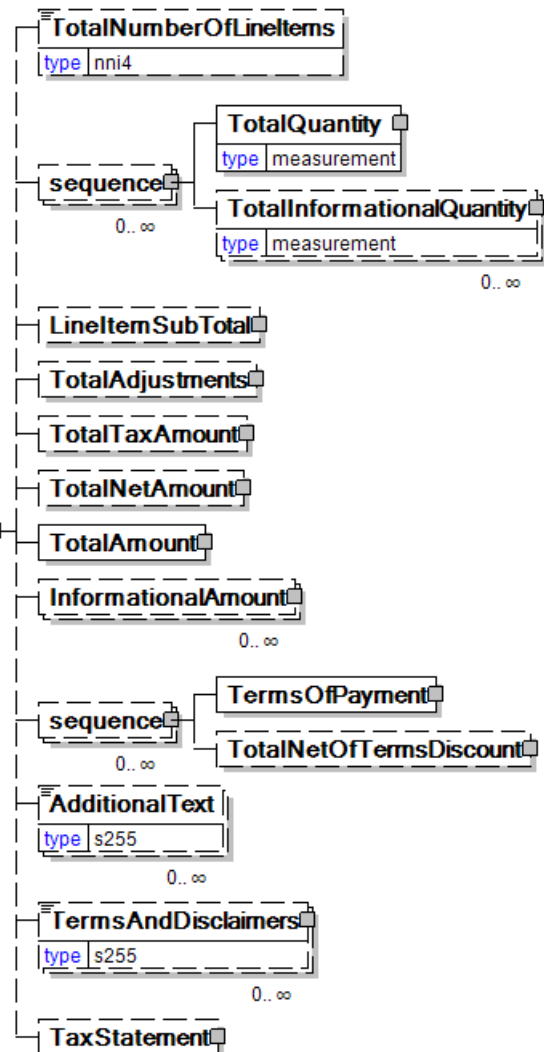 TotalNumberOfLineItems
type nni4
TotalQuantity
type measurement
sequence
0.. ∞
TotalInformationalQuantity
type measurement
0.. ∞
LineItemSubTotal
TotalAdjustments
TotalTaxAmount
TotalNetAmount
TotalAmount
InformationalAmount
0.. ∞
TermsOfPayment
sequence
0.. ∞
TotalNetOfTermsDiscount
AdditionalText
type s255
0.. ∞
TermsAndDisclaimers
type s255
0.. ∞
TaxStatement